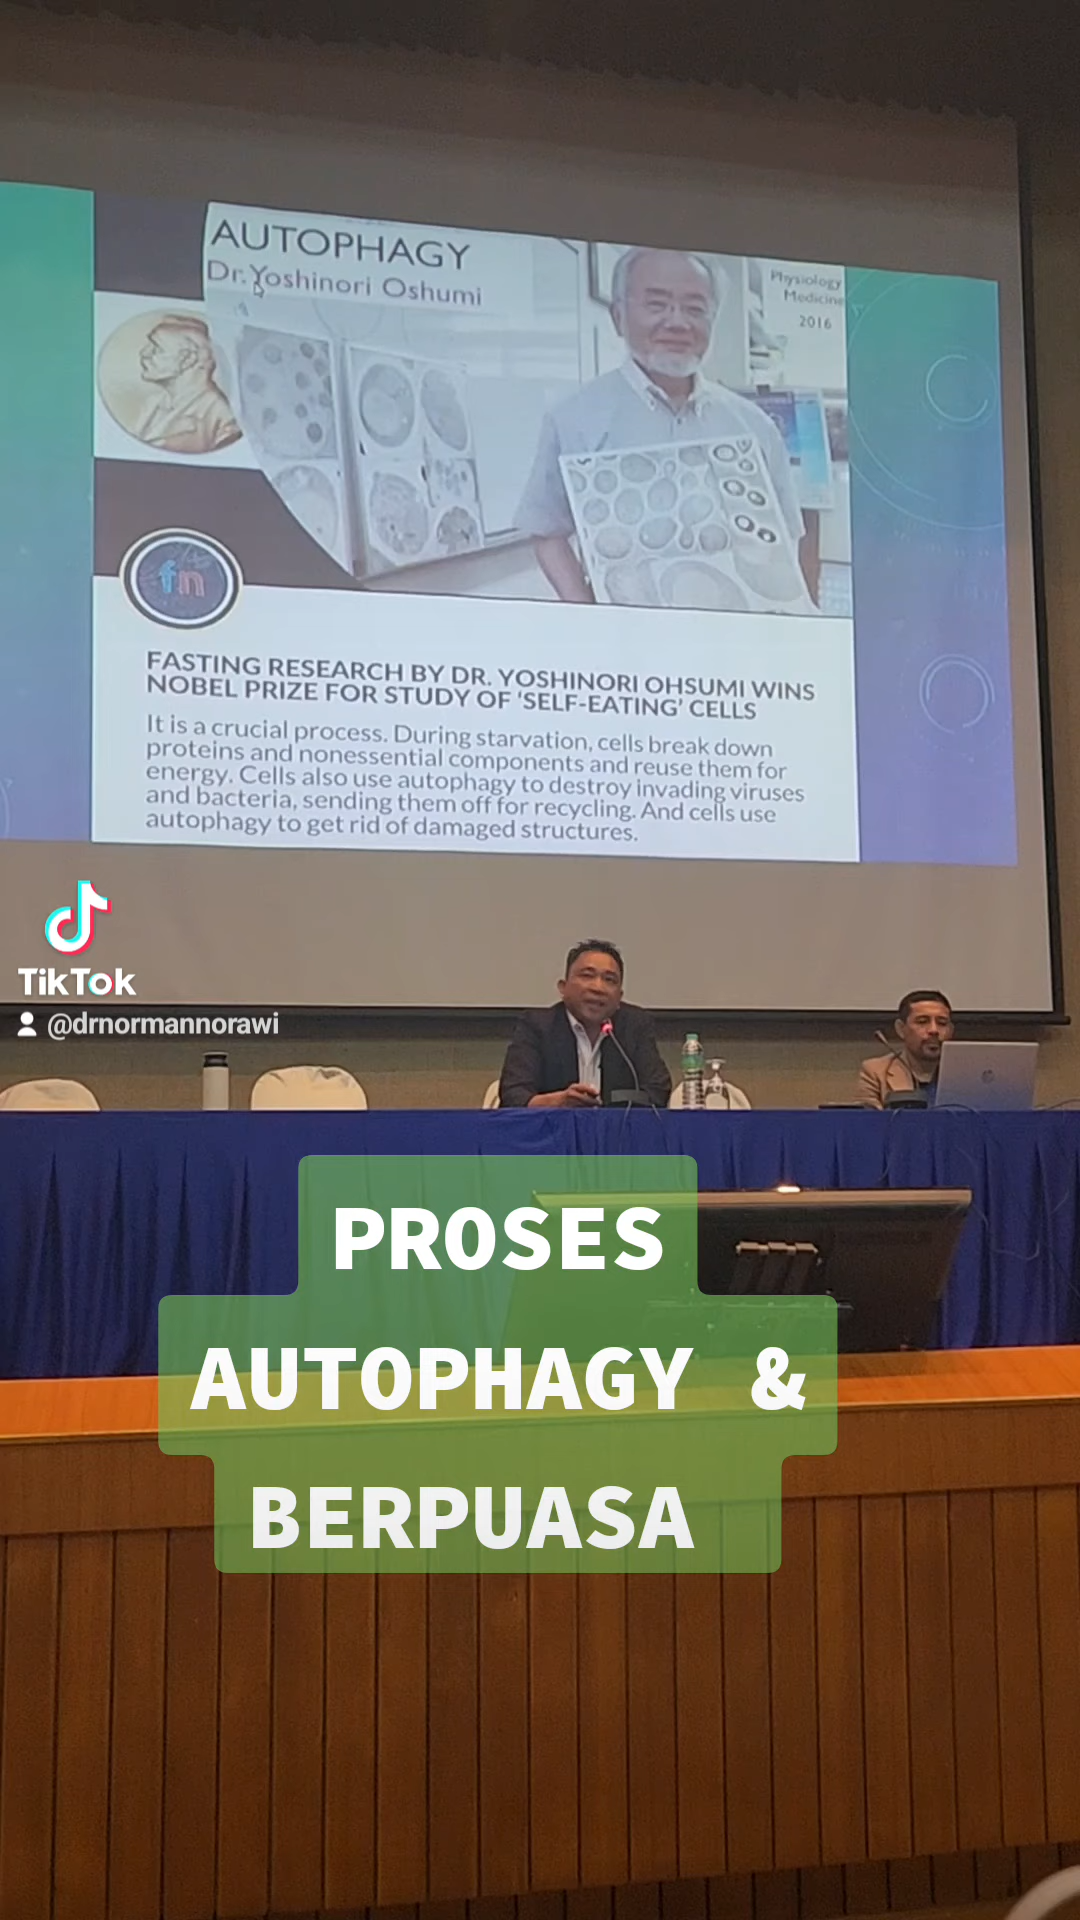 AUTOPHAGY
Dr. Yoshinori Oshumi
Physiology
Medicine
2016
fn
FASTING RESEARCH BY DR. YOSHINORI OHSUMI WINS
NOBEL PRIZE FOR STUDY OF ‘SELF-EATING’ CELLS
It is a crucial process. During starvation, cells break down
proteins and nonessential components and reuse them for
energy. Cells also use autophagy to destroy invading viruses
and bacteria, sending them off for recycling. And cells use
autophagy to get rid of damaged structures.
TikTok
@drnormannorawi
PROSES
AUTOPHAGY &
BERPUASA